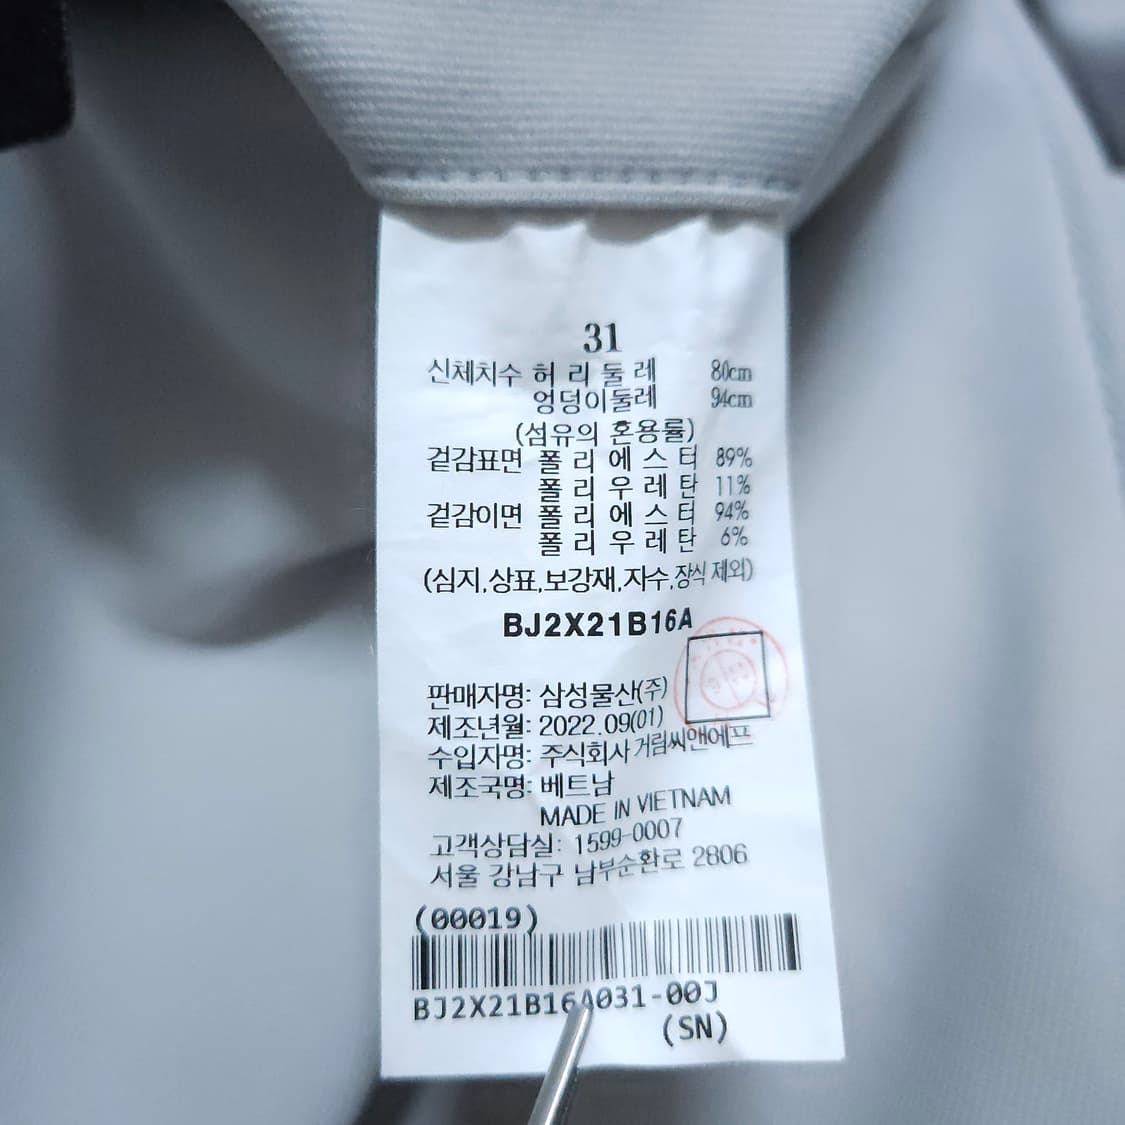 31
신체치수 허 리 둘 레 80cm
엉덩이둘레 94cm
(섬유의 혼용률)
겉감표면 폴 리 에 스 터 89%
폴 리 우 레 탄 11%
겉감이면 폴 리 에 스 터 94%
폴 리 우 레 탄 6%
(심지,상표,보강재,자수,장식 제외)
BJ2X21B16A
판매자명: 삼성물산(주)
제조년월: 2022.09(01)
수입자명: 주식회사 거림씨앤에프
제조국명: 베트남
MADE IN VIETNAM
고객상담실: 1599-0007
서울 강남구 남부순환로 2806
(00019)
BJ2X21B16A031-00J
(SN)